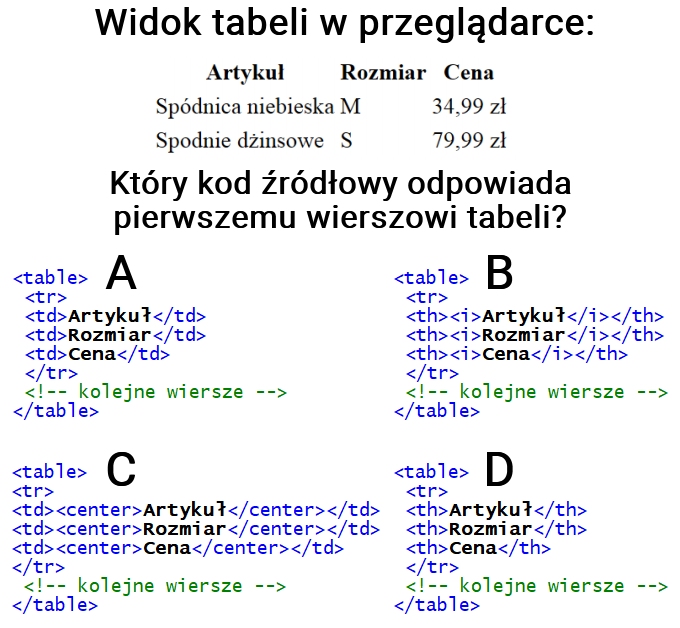 Widok tabeli w przeglądarce:
Artykuł Rozmiar Cena
Spódnica niebieska M 34,99 zł
Spodnie dżinsowe S 79,99 zł
Który kod źródłowy odpowiada
pierwszemu wierszowi tabeli?
A
<table>
<tr>
<td>Artykuł</td>
<td>Rozmiar</td>
<td>Cena</td>
</tr>
<!-- kolejne wiersze -->
</table>
B
<table>
<tr>
<th><i>Artykuł</i></th>
<th><i>Rozmiar</i></th>
<th><i>Cena</i></th>
</tr>
<!-- kolejne wiersze -->
</table>
C
<table>
<tr>
<td><center>Artykuł</center></td>
<td><center>Rozmiar</center></td>
<td><center>Cena</center></td>
</tr>
<!-- kolejne wiersze -->
</table>
D
<table>
<tr>
<th>Artykuł</th>
<th>Rozmiar</th>
<th>Cena</th>
</tr>
<!-- kolejne wiersze -->
</table>